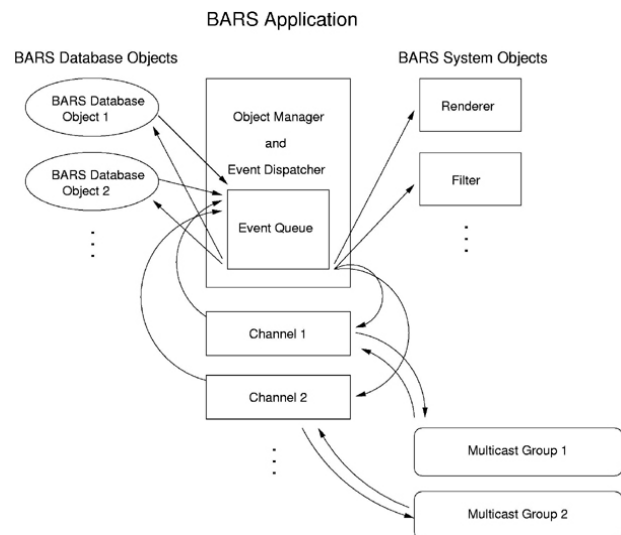 BARS Application
BARS Database Objects
BARS System Objects
BARS Database
Object 1
BARS Database
Object 2
Object Manager
and
Event Dispatcher
Event Queue
Renderer
Filter
Channel 1
Channel 2
Multicast Group 1
Multicast Group 2